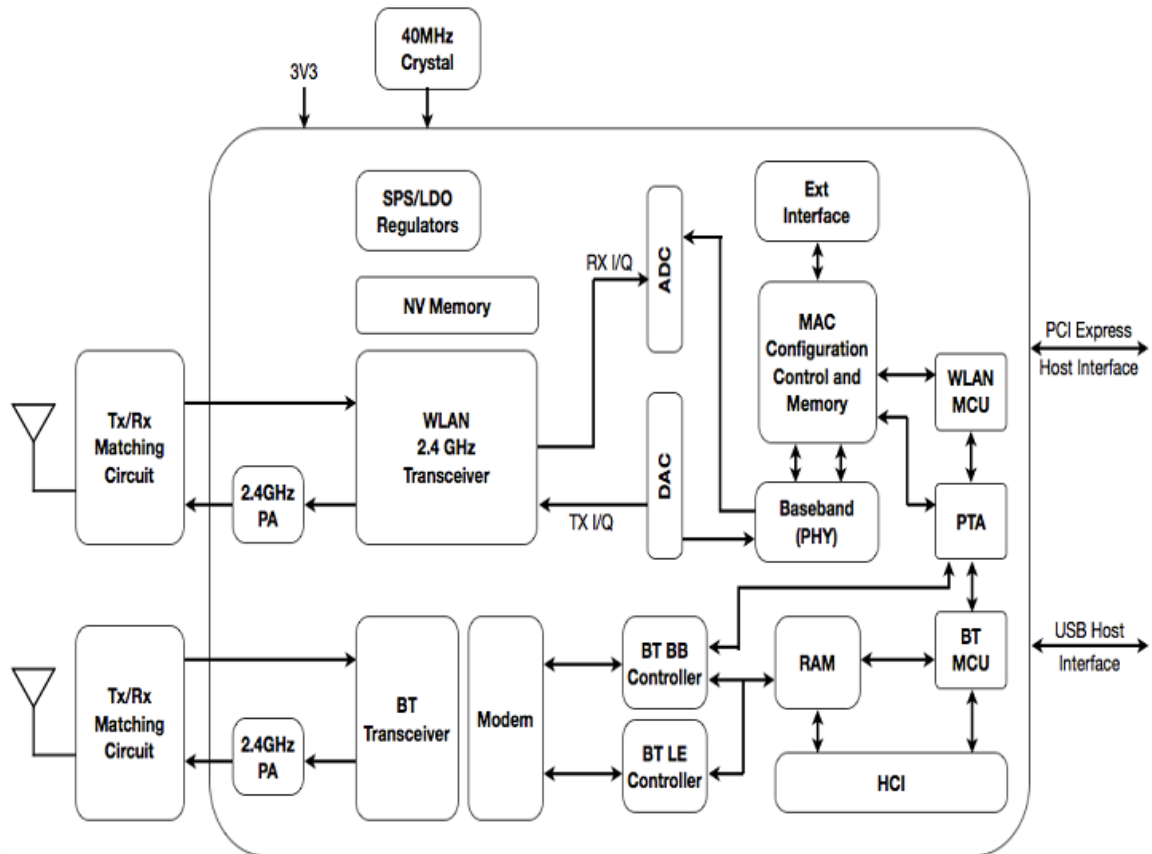 40MHz
Crystal
3V3
SPS/LDO
Regulators
Ext
Interface
RX I/Q
ADC
NV Memory
MAC
Configuration
Control and
Memory
PCI Express
Host Interface
WLAN
MCU
Tx/Rx
Matching
Circuit
WLAN
2.4 GHz
Transceiver
2.4GHz
PA
DAC
TX I/Q
Baseband
(PHY)
PTA
BT
MCU
USB Host
Interface
Tx/Rx
Matching
Circuit
BT
Transceiver
Modem
BT BB
Controller
RAM
2.4GHz
PA
BT LE
Controller
HCI